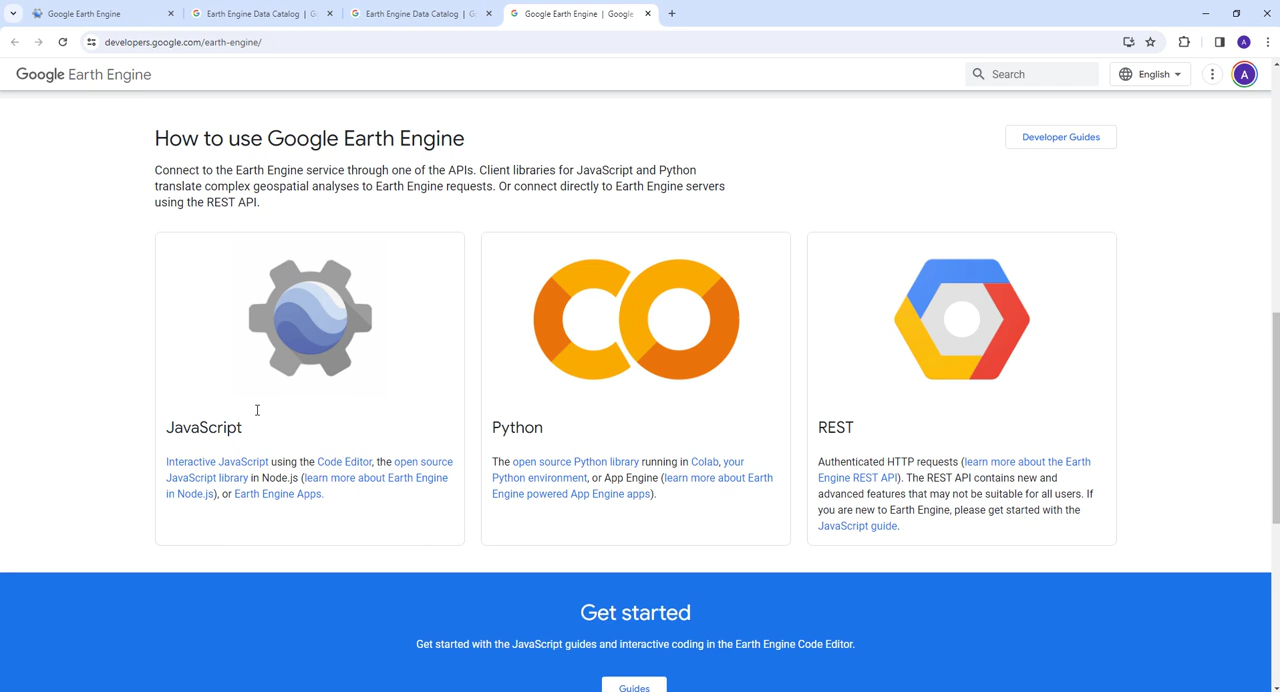 Google Earth Engine
Earth Engine Data Catalog | G
Earth Engine Data Catalog | G
Google Earth Engine | Google
developers.google.com/earth-engine/
A
Google Earth Engine
Search
English
A
How to use Google Earth Engine
Developer Guides
Connect to the Earth Engine service through one of the APIs. Client libraries for JavaScript and Python
translate complex geospatial analyses to Earth Engine requests. Or connect directly to Earth Engine servers
using the REST API.
JavaScript
Interactive JavaScript using the Code Editor, the open source
JavaScript library in Node.js (learn more about Earth Engine
in Node.js), or Earth Engine Apps.
Python
The open source Python library running in Colab, your
Python environment, or App Engine (learn more about Earth
Engine powered App Engine apps).
REST
Authenticated HTTP requests (learn more about the Earth
Engine REST API). The REST API contains new and
advanced features that may not be suitable for all users. If
you are new to Earth Engine, please get started with the
JavaScript guide.
Get started
Get started with the JavaScript guides and interactive coding in the Earth Engine Code Editor.
Guides